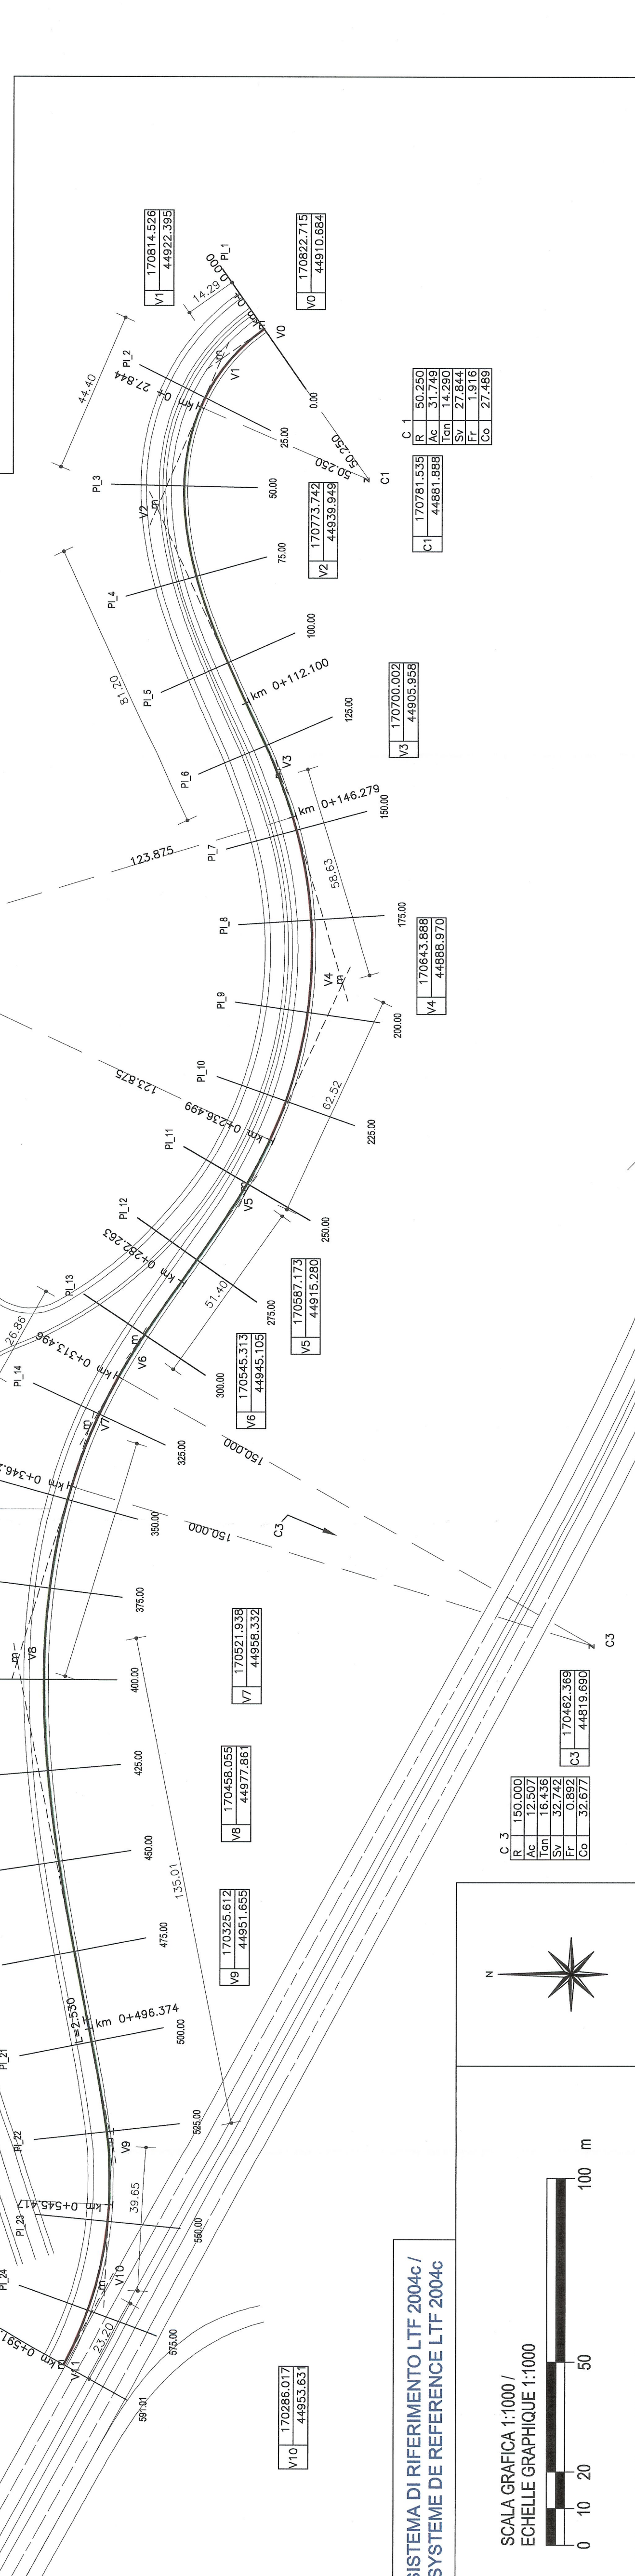 V1
170814.526
44922.395
V0
170822.715
44910.684
PI_1
0.000
14.29
V0
V1
44.40
PI_2
km 0+ 27.844
0.00
25.00
50.250
50.250
C1
PI_3
50.00
V2
C 1
R 50.250
Ac 31.749
Tan 14.290
Sv 27.844
Fr 1.916
Co 27.489
C1
170781.535
44881.888
V2
170773.742
44939.949
PI_4
75.00
100.00
PI_5
81.20
km 0+112.100
125.00
PI_6
V3
V3
170700.002
44905.958
km 0+146.279
150.00
PI_7
123.875
58.63
PI_8
175.00
V4
V4
170643.888
44888.970
PI_9
200.00
PI_10
123.875
62.52
km 0+236.499
225.00
PI_11
V5
250.00
PI_12
km 0+282.263
275.00
51.40
PI_13
V5
170587.173
44915.280
26.86
V6
300.00
V6
170545.313
44945.105
km 0+313.496
PI_14
V7
325.00
150.000
150.000
350.00
C3
375.00
V8
400.00
V7
170521.938
44958.332
C3
C3
170462.369
44819.690
425.00
V8
170458.055
44977.861
C 3
R 150.000
Ac 12.507
Tan 16.436
Sv 32.742
Fr 0.892
Co 32.677
450.00
135.01
475.00
V9
170325.612
44951.655
N
L=2.530
km 0+496.374
500.00
PI_21
525.00
PI_22
V9
39.65
km 0+545.417
PI_23
550.00
V10
PI_24
23.20
575.00
V11
591.01
V10
170286.017
44953.631
SISTEMA DI RIFERIMENTO LTF 2004c /
SYSTEME DE REFERENCE LTF 2004c
SCALA GRAFICA 1:1000 /
ECHELLE GRAPHIQUE 1:1000
0 10 20 50 100 m